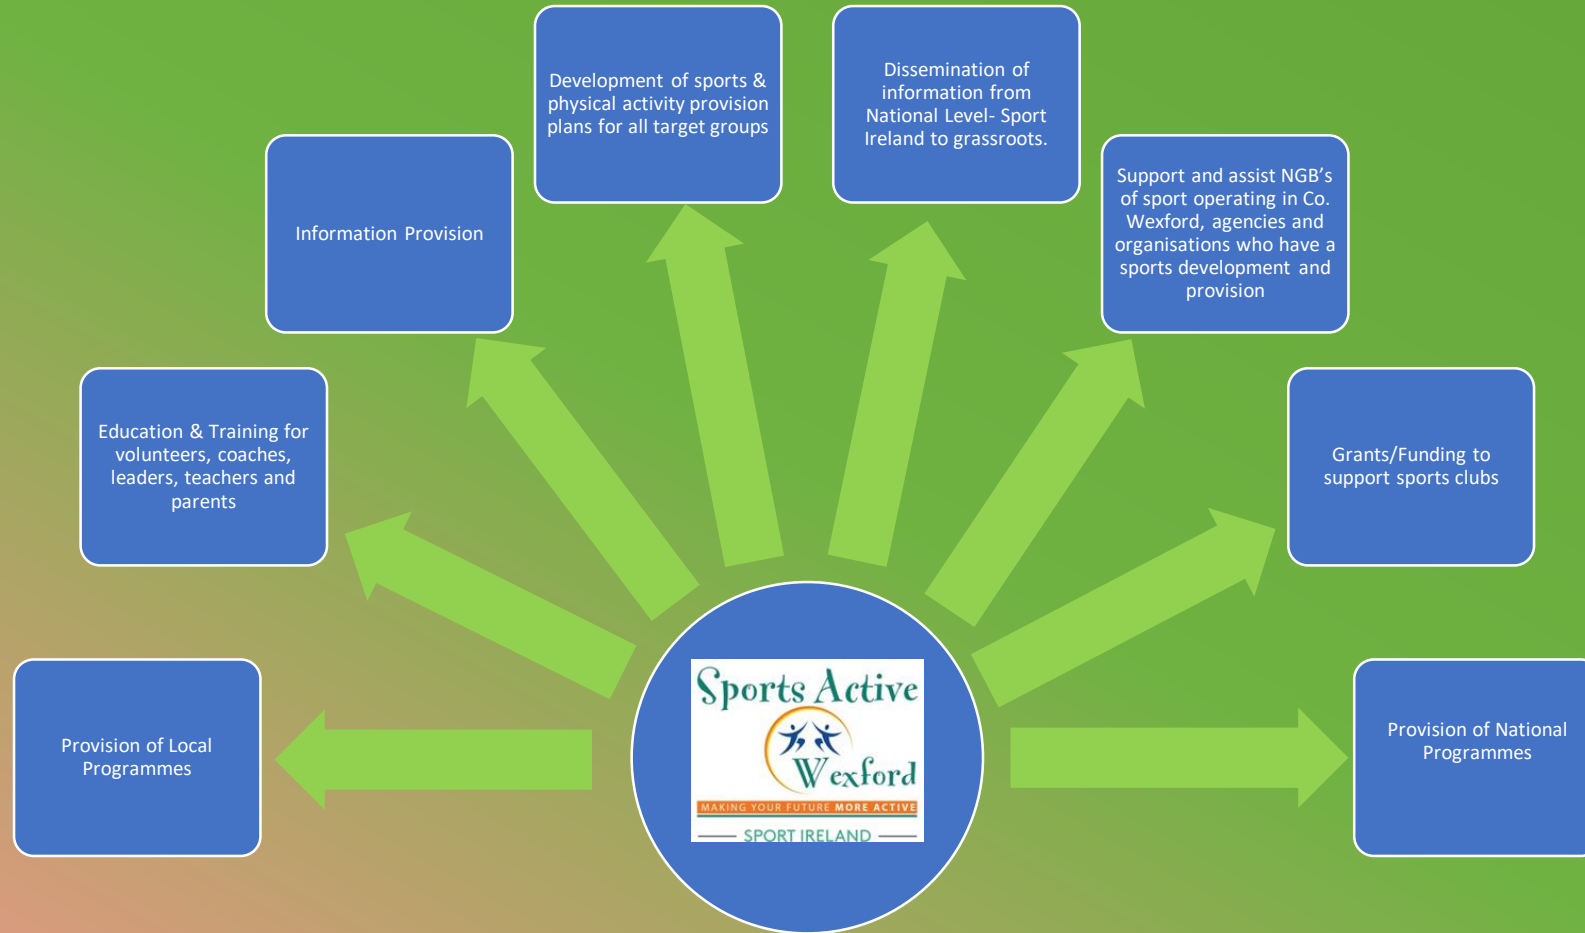 Development of sports &
physical activity provision
plans for all target groups
Dissemination of
information from
National Level- Sport
Ireland to grassroots.
Information Provision
Support and assist NGB’s
of sport operating in Co.
Wexford, agencies and
organisations who have a
sports development and
provision
Education & Training for
volunteers, coaches,
leaders, teachers and
parents
Grants/Funding to
support sports clubs
Provision of Local
Programmes
Sports Active
Wexford
MAKING YOUR FUTURE MORE ACTIVE
SPORT IRELAND
Provision of National
Programmes